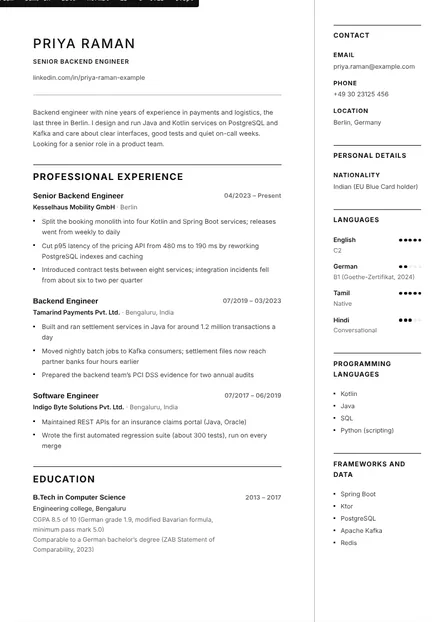 PRIYA RAMAN
SENIOR BACKEND ENGINEER
linkedin.com/in/priya-raman-example
Backend engineer with nine years of experience in payments and logistics, the
last three in Berlin. I design and run Java and Kotlin services on PostgreSQL and
Kafka and care about clear interfaces, good tests and quiet on-call weeks.
Looking for a senior role in a product team.
PROFESSIONAL EXPERIENCE
Senior Backend Engineer 04/2023 – Present
Kesselhaus Mobility GmbH · Berlin
• Split the booking monolith into four Kotlin and Spring Boot services; releases
went from weekly to daily
• Cut p95 latency of the pricing API from 480 ms to 190 ms by reworking
PostgreSQL indexes and caching
• Introduced contract tests between eight services; integration incidents fell
from about six to two per quarter
Backend Engineer 07/2019 – 03/2023
Tamarind Payments Pvt. Ltd. · Bengaluru, India
• Built and ran settlement services in Java for around 1.2 million transactions a
day
• Moved nightly batch jobs to Kafka consumers; settlement files now reach
partner banks four hours earlier
• Prepared the backend team's PCI DSS evidence for two annual audits
Software Engineer 07/2017 – 06/2019
Indigo Byte Solutions Pvt. Ltd. · Bengaluru, India
• Maintained REST APIs for an insurance claims portal (Java, Oracle)
• Wrote the first automated regression suite (about 300 tests), run on every
merge
EDUCATION
B.Tech in Computer Science 2013 – 2017
Engineering college, Bengaluru
CGPA 8.5 of 10 (German grade 1.9, modified Bavarian formula,
minimum pass mark 5.0)
Comparable to a German bachelor's degree (ZAB Statement of
Comparability, 2023)
CONTACT
EMAIL
priya.raman@example.com
PHONE
+49 30 23125 456
LOCATION
Berlin, Germany
PERSONAL DETAILS
NATIONALITY
Indian (EU Blue Card holder)
LANGUAGES
English
C2
German
B1 (Goethe-Zertifikat, 2024)
Tamil
Native
Hindi
Conversational
PROGRAMMING
LANGUAGES
• Kotlin
• Java
• SQL
• Python (scripting)
FRAMEWORKS AND
DATA
• Spring Boot
• Ktor
• PostgreSQL
• Apache Kafka
• Redis